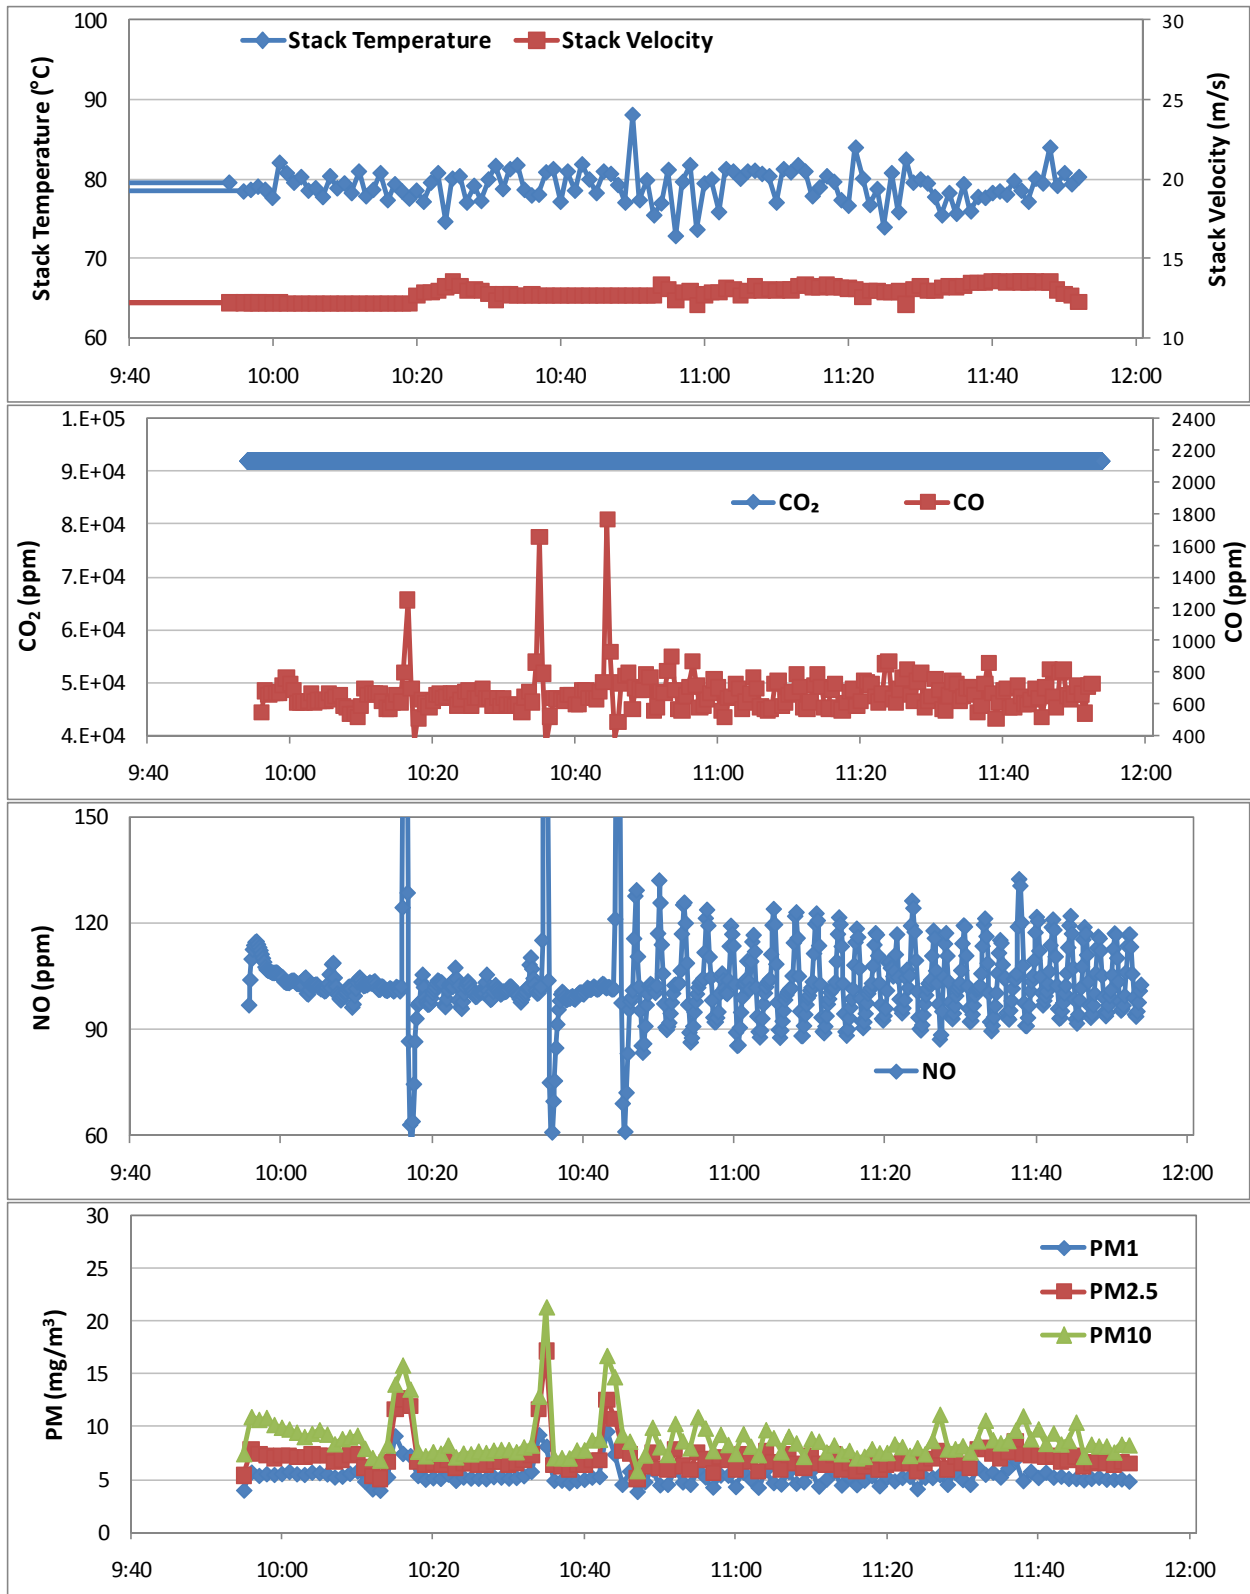 Stack Temperature Stack Velocity
Stack Temperature (°C)
100
90
80
70
60
Stack Velocity (m/s)
30
25
20
15
10
9:40 10:00 10:20 10:40 11:00 11:20 11:40 12:00
CO₂ (ppm)
1.E+05
9.E+04
8.E+04
7.E+04
6.E+04
5.E+04
4.E+04
CO₂ CO
CO (ppm)
2400
2200
2000
1800
1600
1400
1200
1000
800
600
400
9:40 10:00 10:20 10:40 11:00 11:20 11:40 12:00
NO (ppm)
150
120
90
60
NO
9:40 10:00 10:20 10:40 11:00 11:20 11:40 12:00
PM (mg/m³)
30
25
20
15
10
5
0
PM1
PM2.5
PM10
9:40 10:00 10:20 10:40 11:00 11:20 11:40 12:00